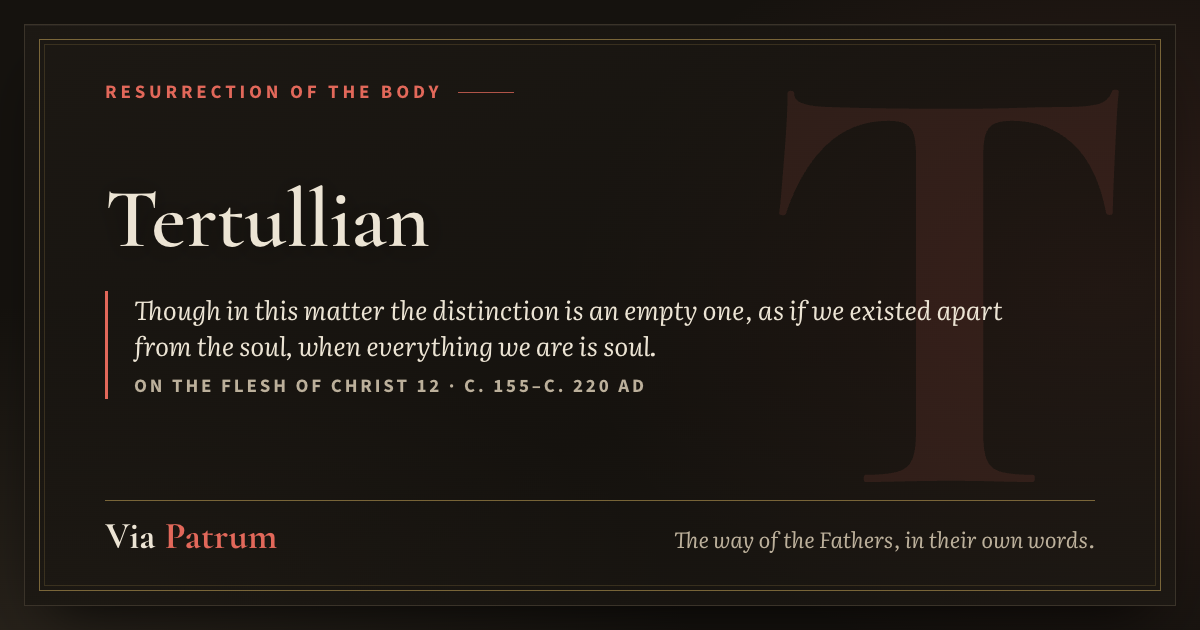 RESURRECTION OF THE BODY
T
Tertullian
Though in this matter the distinction is an empty one, as if we existed apart
from the soul, when everything we are is soul.
ON THE FLESH OF CHRIST 12 · C. 155–C. 220 AD
Via Patrum
The way of the Fathers, in their own words.